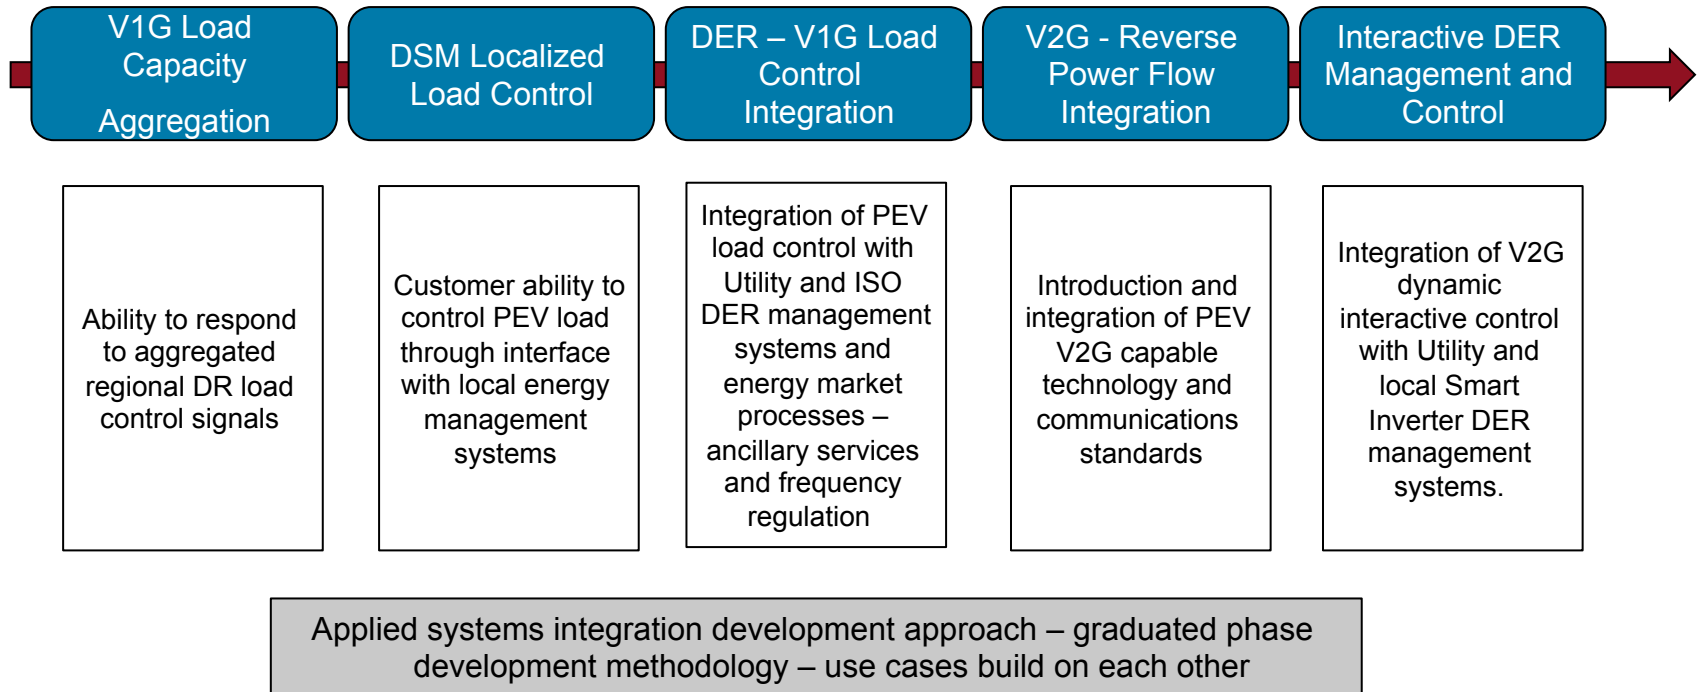 V1G Load
Capacity
Aggregation
DSM Localized
Load Control
DER – V1G Load
Control
Integration
V2G - Reverse
Power Flow
Integration
Interactive DER
Management and
Control
Ability to respond
to aggregated
regional DR load
control signals
Customer ability to
control PEV load
through interface
with local energy
management
systems
Integration of PEV
load control with
Utility and ISO
DER management
systems and
energy market
processes –
ancillary services
and frequency
regulation
Introduction and
integration of PEV
V2G capable
technology and
communications
standards
Integration of V2G
dynamic
interactive control
with Utility and
local Smart
Inverter DER
management
systems.
Applied systems integration development approach – graduated phase
development methodology – use cases build on each other